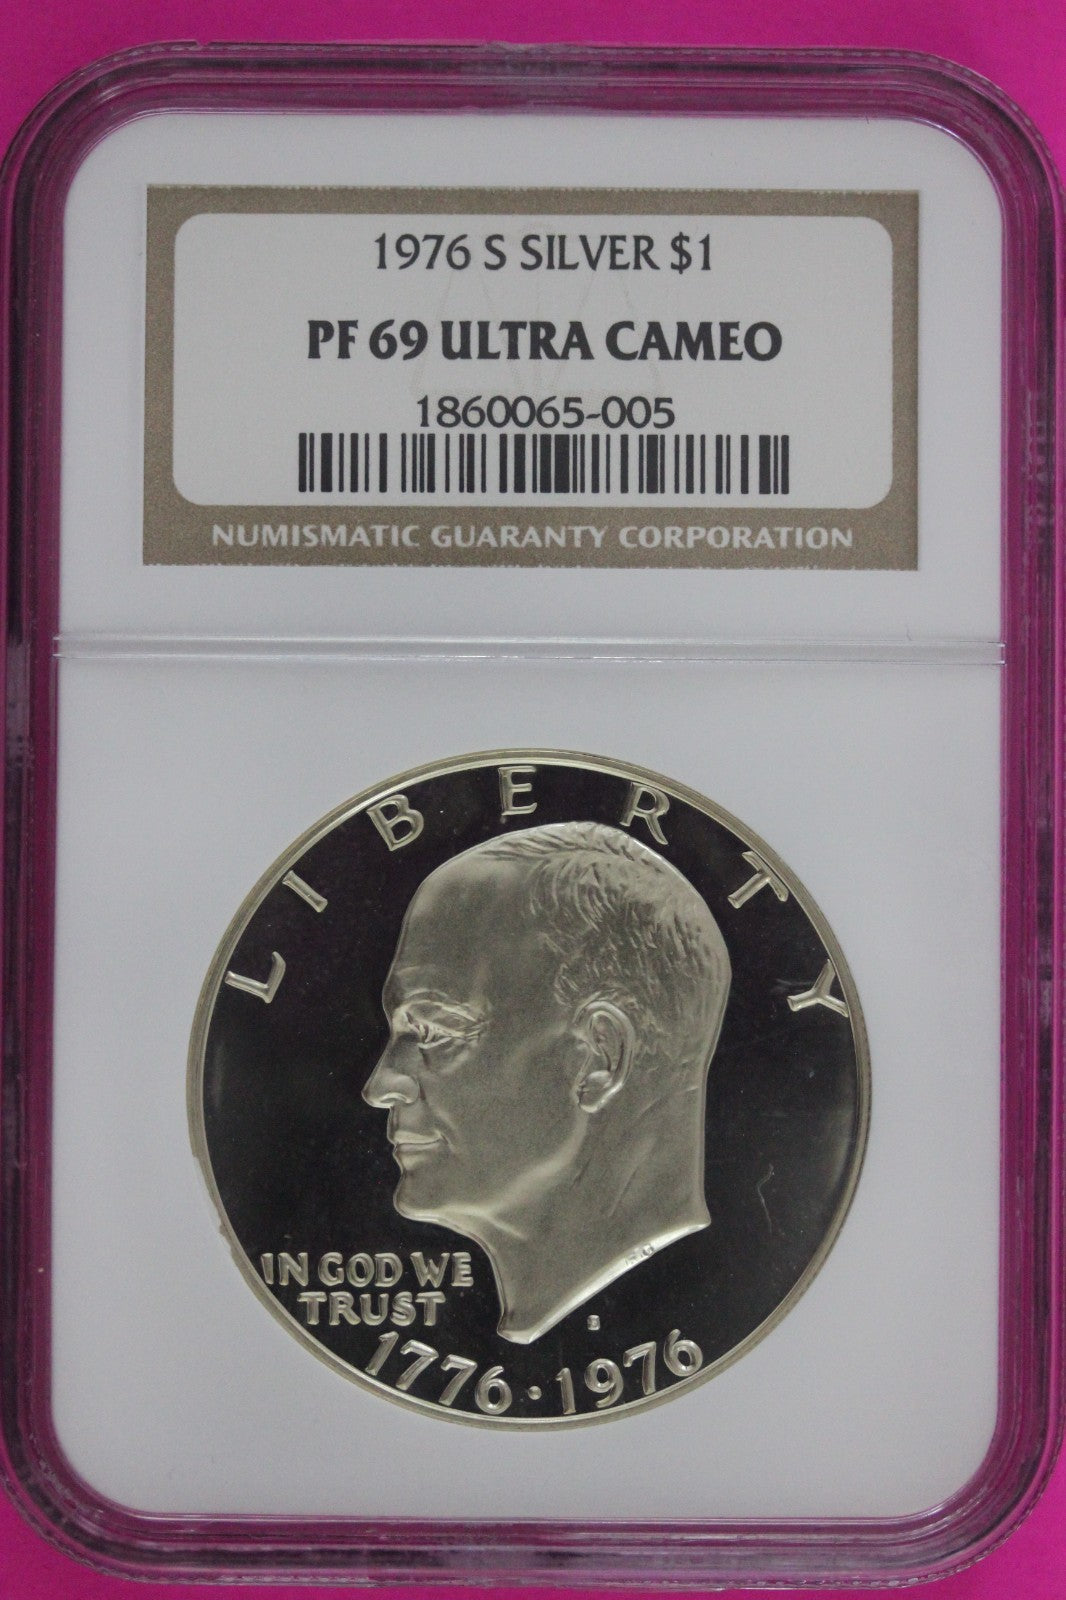 1976 S SILVER $1
PF 69 ULTRA CAMEO
1860065-005
NUMISMATIC GUARANTY CORPORATION
LIBERTY
IN GOD WE
TRUST
S
1776·1976